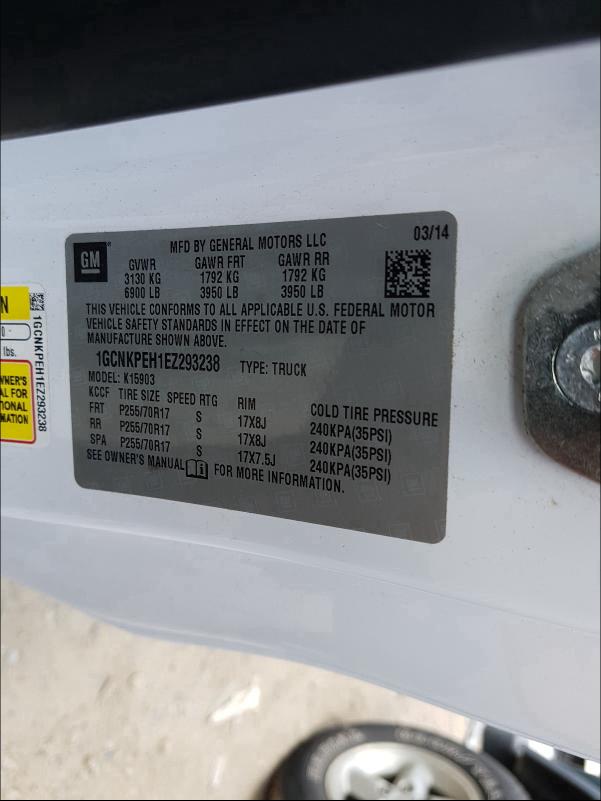 GM
MFD BY GENERAL MOTORS LLC 03/14
GVWR GAWR FRT GAWR RR
3130 KG 1792 KG 1792 KG
6900 LB 3950 LB 3950 LB
THIS VEHICLE CONFORMS TO ALL APPLICABLE U.S. FEDERAL MOTOR
VEHICLE SAFETY STANDARDS IN EFFECT ON THE DATE OF
MANUFACTURE SHOWN ABOVE.
1GCNKPEH1EZ293238 TYPE: TRUCK
MODEL: K15903
KCCF TIRE SIZE SPEED RTG RIM COLD TIRE PRESSURE
FRT P255/70R17 S 17X8J 240KPA(35PSI)
RR P255/70R17 S 17X8J 240KPA(35PSI)
SPA P255/70R17 S 17X7.5J 240KPA(35PSI)
SEE OWNER'S MANUAL FOR MORE INFORMATION.
N
0
lbs.
WNER'S
AL FOR
TIONAL
RMATION
1GCNKPEH1EZ293238